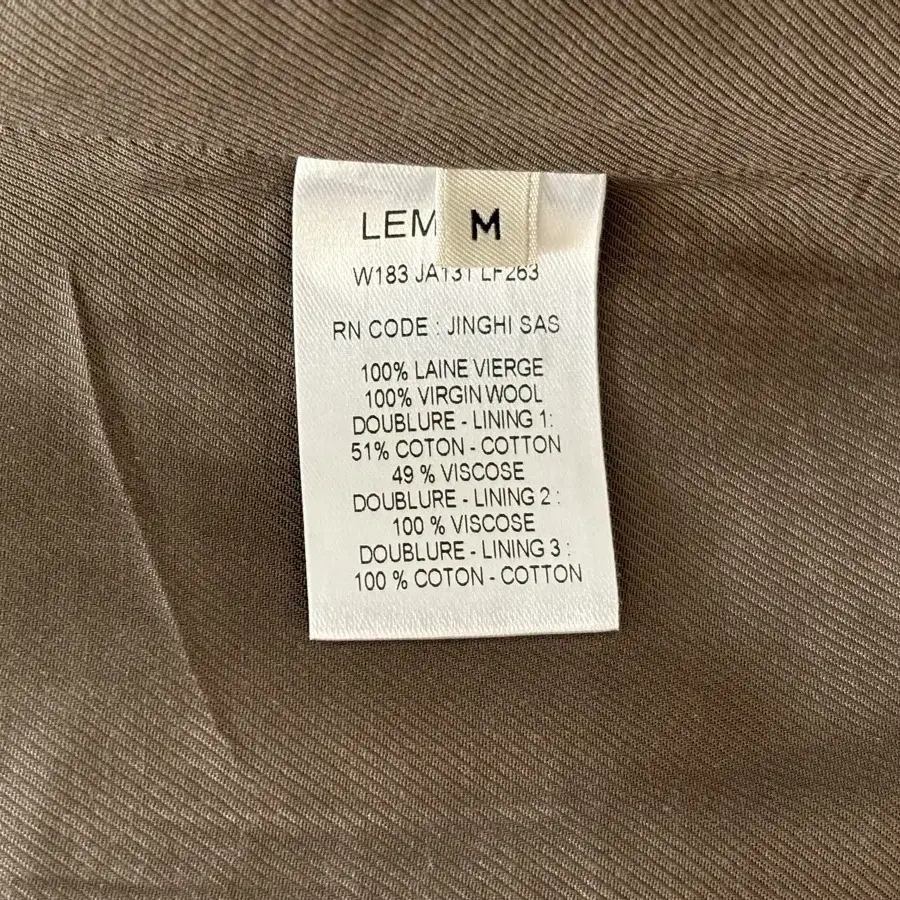 LEM
M
W183 JA131 LF263
RN CODE : JINGHI SAS
100% LAINE VIERGE
100% VIRGIN WOOL
DOUBLURE - LINING 1:
51% COTON - COTTON
49 % VISCOSE
DOUBLURE - LINING 2 :
100 % VISCOSE
DOUBLURE - LINING 3 :
100 % COTON - COTTON